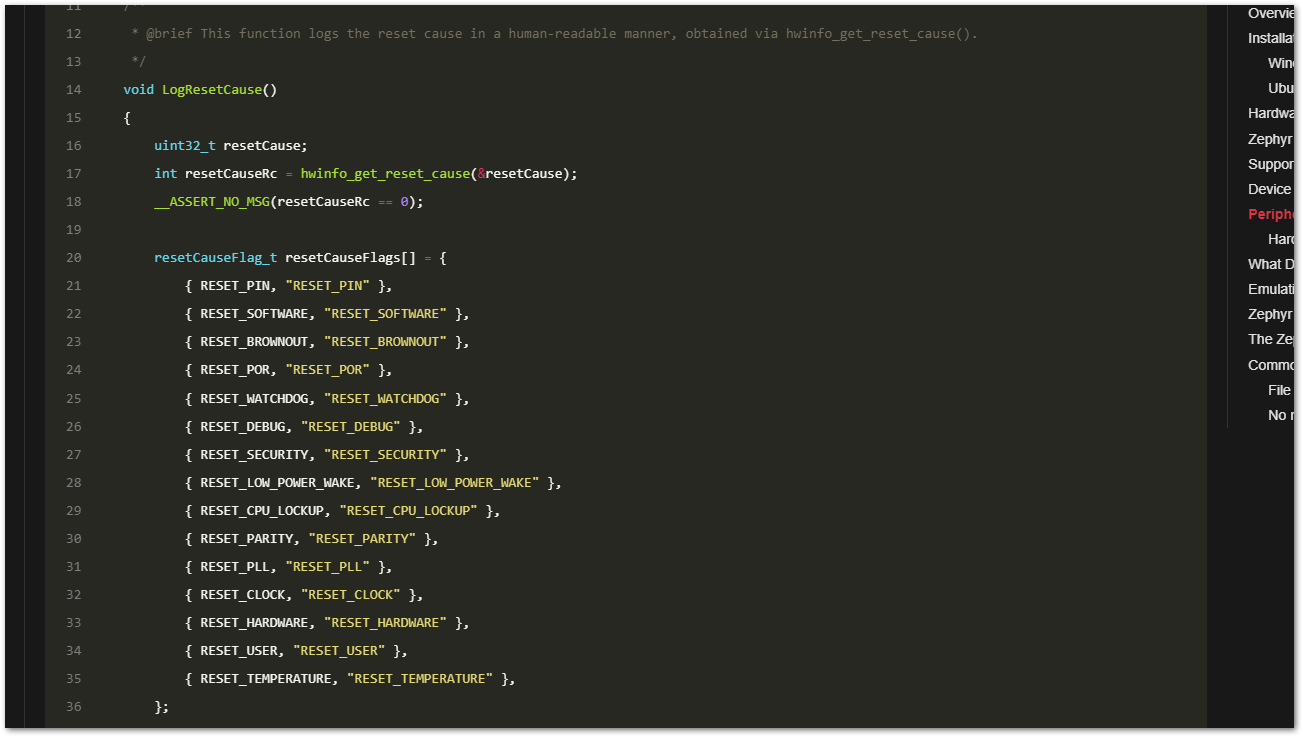 11 /**
12  * @brief This function logs the reset cause in a human-readable manner, obtained via hwinfo_get_reset_cause().
13  */
14 void LogResetCause()
15 {
16     uint32_t resetCause;
17     int resetCauseRc = hwinfo_get_reset_cause(&resetCause);
18     __ASSERT_NO_MSG(resetCauseRc == 0);
19
20     resetCauseFlag_t resetCauseFlags[] = {
21         { RESET_PIN, "RESET_PIN" },
22         { RESET_SOFTWARE, "RESET_SOFTWARE" },
23         { RESET_BROWNOUT, "RESET_BROWNOUT" },
24         { RESET_POR, "RESET_POR" },
25         { RESET_WATCHDOG, "RESET_WATCHDOG" },
26         { RESET_DEBUG, "RESET_DEBUG" },
27         { RESET_SECURITY, "RESET_SECURITY" },
28         { RESET_LOW_POWER_WAKE, "RESET_LOW_POWER_WAKE" },
29         { RESET_CPU_LOCKUP, "RESET_CPU_LOCKUP" },
30         { RESET_PARITY, "RESET_PARITY" },
31         { RESET_PLL, "RESET_PLL" },
32         { RESET_CLOCK, "RESET_CLOCK" },
33         { RESET_HARDWARE, "RESET_HARDWARE" },
34         { RESET_USER, "RESET_USER" },
35         { RESET_TEMPERATURE, "RESET_TEMPERATURE" },
36     };
Overvie
Installa
Wind
Ubu
Hardwa
Zephyr
Suppor
Device
Periphe
Hard
What D
Emulati
Zephyr
The Zep
Commo
File
No r